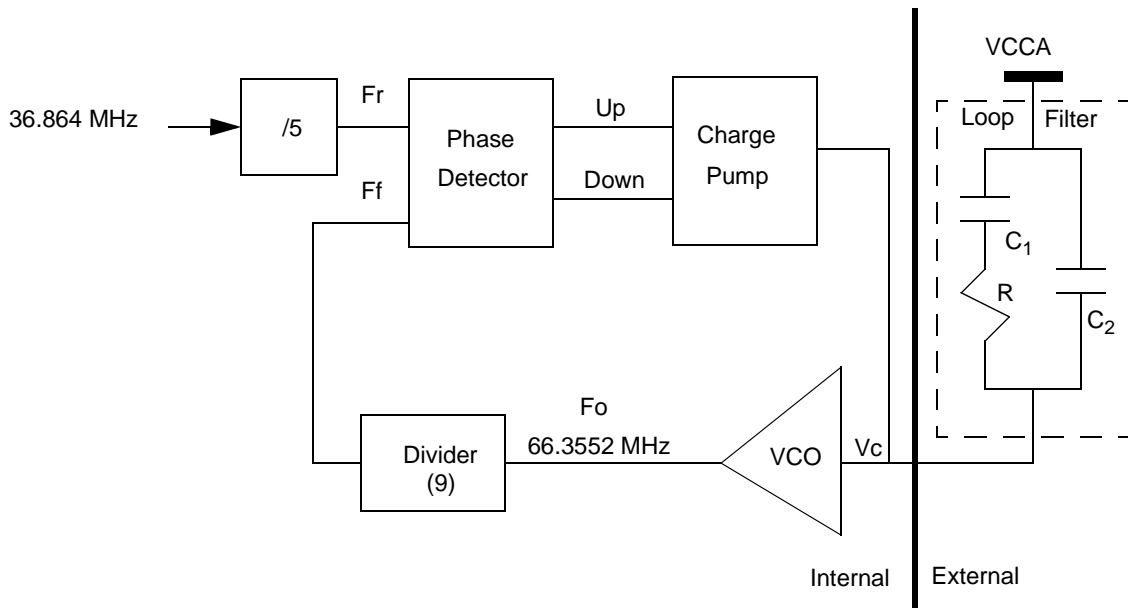 VCCA
36.864 MHz
/5
Fr
Ff
Phase
Detector
Up
Down
Charge
Pump
Loop Filter
C1
R
C2
Fo
66.3552 MHz
Divider
(9)
VCO
Vc
Internal
External